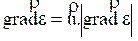 gradε = n̄.|grad ε|